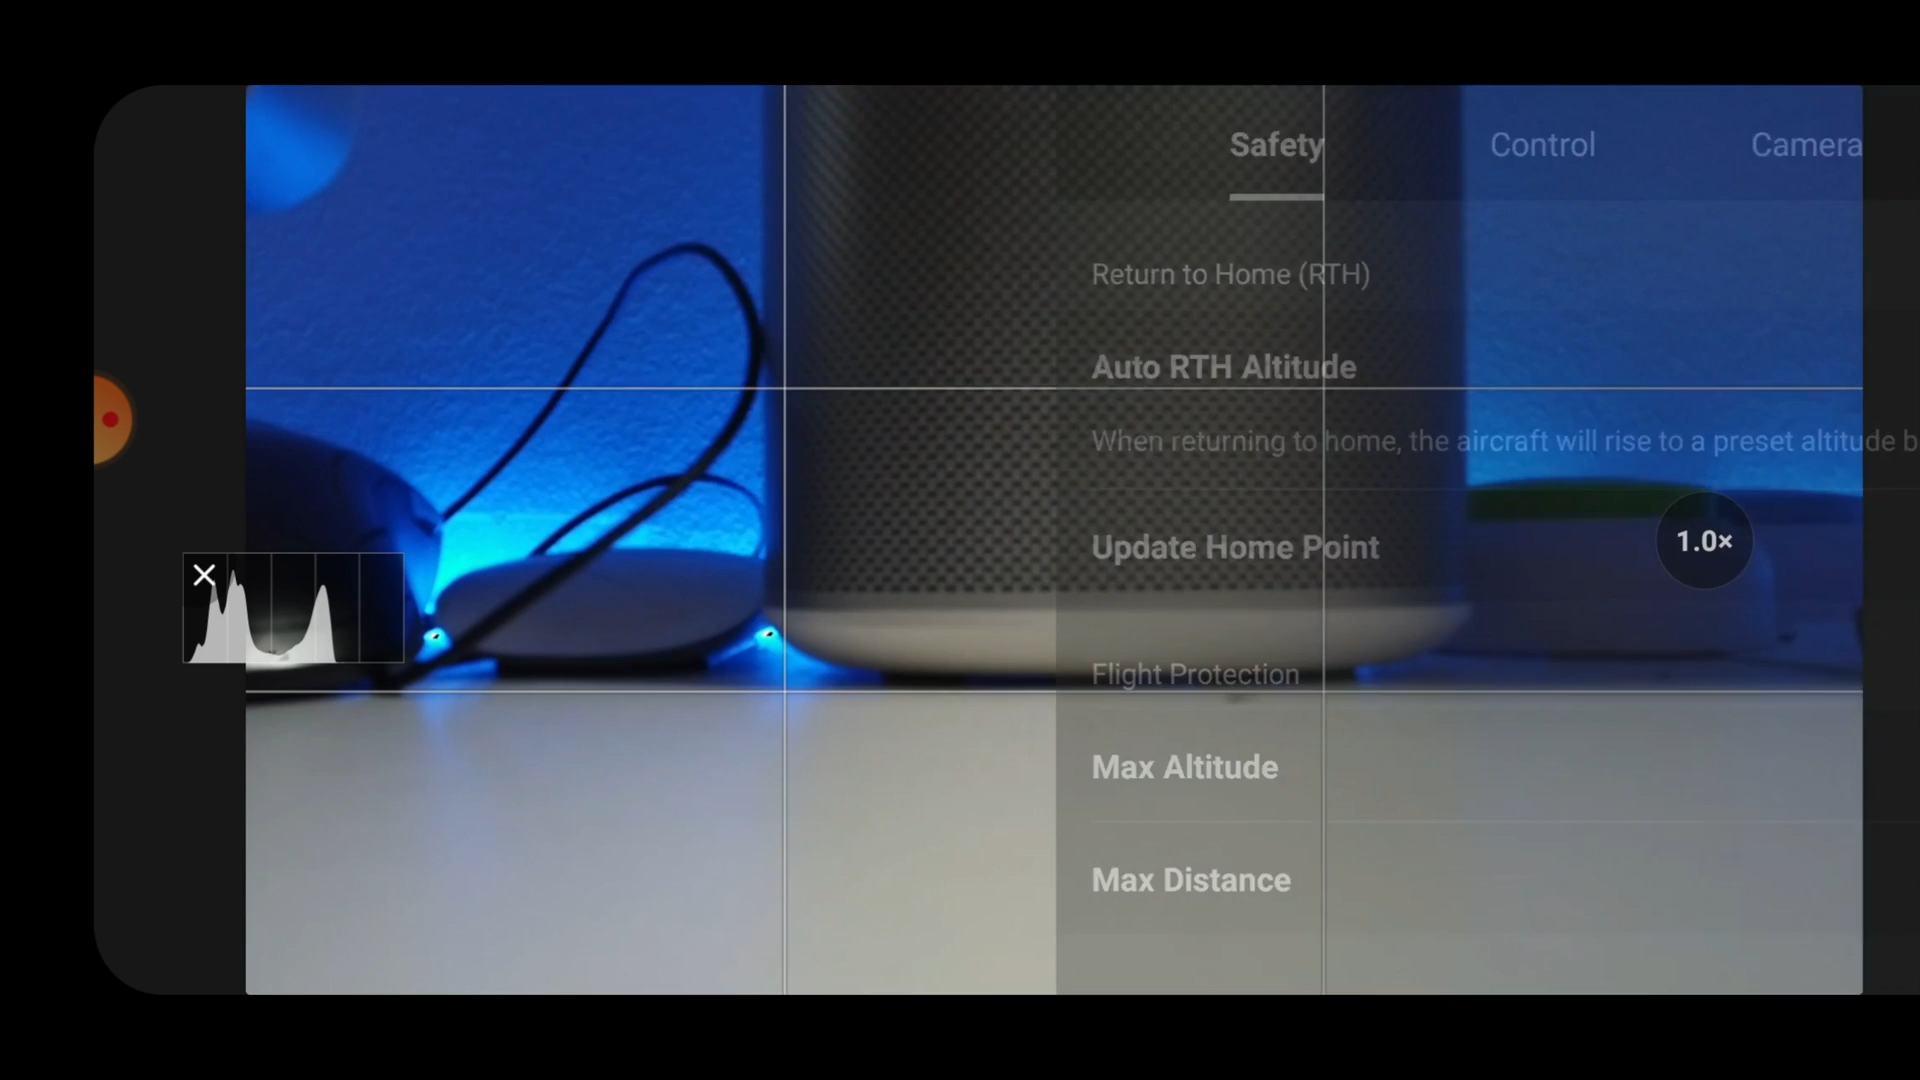 Safety Control Camera
Return to Home (RTH)
Auto RTH Altitude
When returning to home, the aircraft will rise to a preset altitude b
Update Home Point
1.0×
Flight Protection
Max Altitude
Max Distance